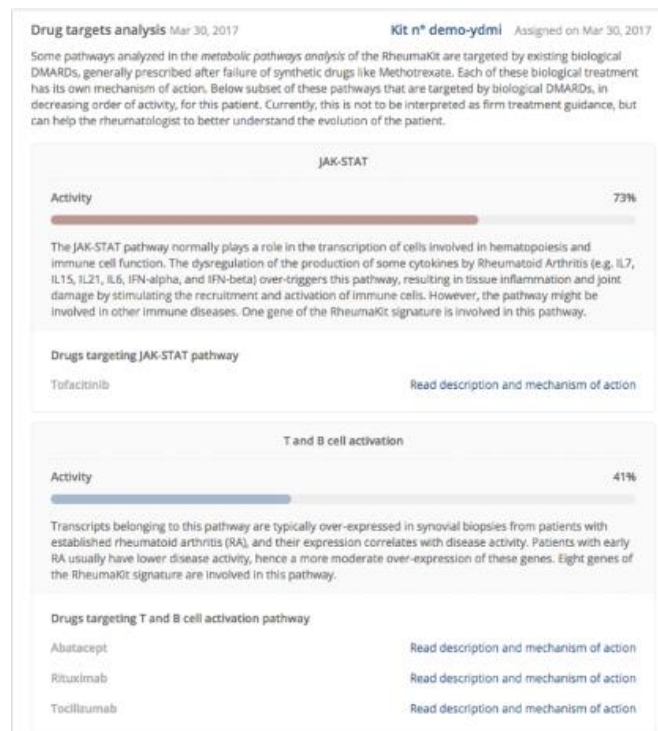 Drug targets analysis Mar 30, 2017 Kit n° demo-ydmi Assigned on Mar 30, 2017
Some pathways analyzed in the metabolic pathways analysis of the RheumaKit are targeted by existing biological
DMARDs, generally prescribed after failure of synthetic drugs like Methotrexate. Each of these biological treatment
has its own mechanism of action. Below subset of these pathways that are targeted by biological DMARDs, in
decreasing order of activity, for this patient. Currently, this is not to be interpreted as firm treatment guidance, but
can help the rheumatologist to better understand the evolution of the patient.
JAK-STAT
Activity 73%
The JAK-STAT pathway normally plays a role in the transcription of cells involved in hematopoiesis and
immune cell function. The dysregulation of the production of some cytokines by Rheumatoid Arthritis (e.g. IL7,
IL15, IL21, IL6, IFN-alpha, and IFN-beta) over-triggers this pathway, resulting in tissue inflammation and joint
damage by stimulating the recruitment and activation of immune cells. However, the pathway might be
involved in other immune diseases. One gene of the RheumaKit signature is involved in this pathway.
Drugs targeting JAK-STAT pathway
Tofacitinib Read description and mechanism of action
T and B cell activation
Activity 41%
Transcripts belonging to this pathway are typically over-expressed in synovial biopsies from patients with
established rheumatoid arthritis (RA), and their expression correlates with disease activity. Patients with early
RA usually have lower disease activity, hence a more moderate over-expression of these genes. Eight genes of
the RheumaKit signature are involved in this pathway.
Drugs targeting T and B cell activation pathway
Abatacept Read description and mechanism of action
Rituximab Read description and mechanism of action
Tocilizumab Read description and mechanism of action